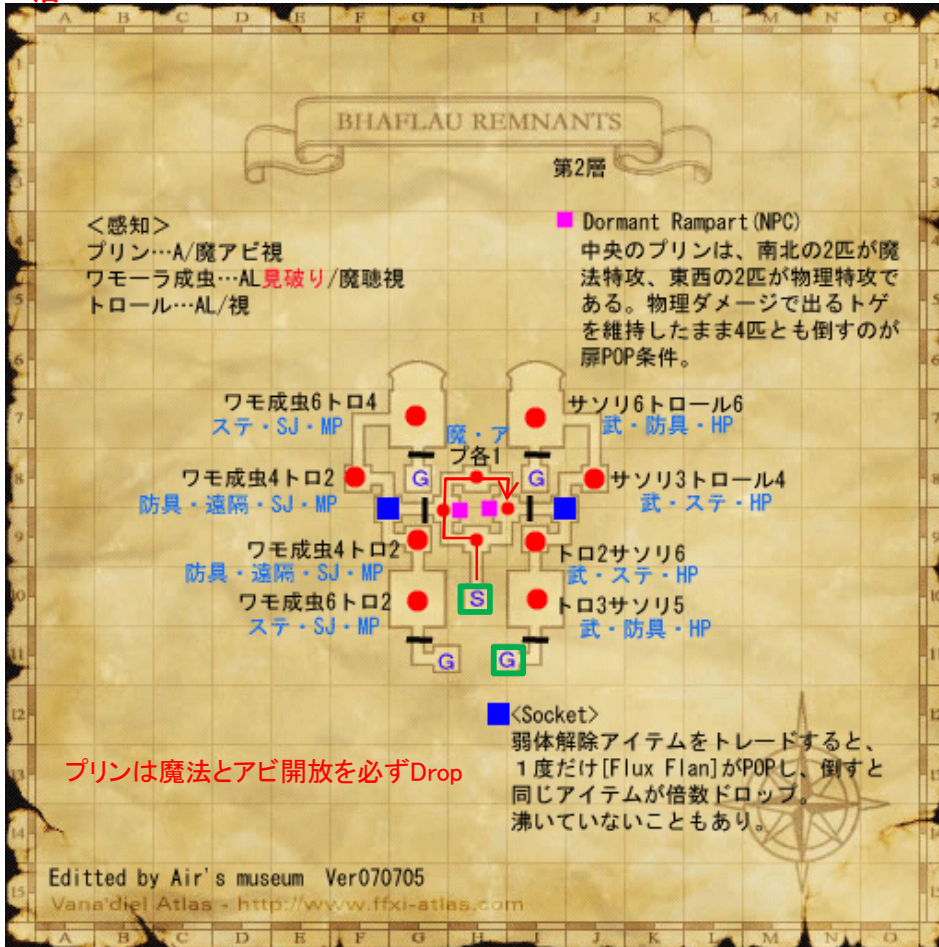 A B C D E F G H I J K L M N O
BHAFLAU REMNANTS
第2層
<感知>
プリン…A/魔アビ視
ワモーラ成虫…AL見破り/魔聴視
トロール…AL/視
Dormant Rampart(NPC)
中央のプリンは、南北の2匹が魔
法特攻、東西の2匹が物理特攻で
ある。物理ダメージで出るトゲ
を維持したまま4匹とも倒すのが
扉POP条件。
ワモ成虫6トロ4
ステ・SJ・MP
サソリ6トロール6
武・防具・HP
魔・ア
プ各1
G
G
ワモ成虫4トロ2
防具・遠隔・SJ・MP
サソリ3トロール4
武・ステ・HP
ワモ成虫4トロ2
防具・遠隔・SJ・MP
トロ2サソリ6
武・ステ・HP
ワモ成虫6トロ2
ステ・SJ・MP
S
トロ3サソリ5
武・防具・HP
G
G
<Socket>
弱体解除アイテムをトレードすると、
1度だけ[Flux Flan]がPOPし、倒すと
同じアイテムが倍数ドロップ。
沸いていないこともあり。
プリンは魔法とアビ開放を必ずDrop
Editted by Air's museum Ver070705
Vana'diel Atlas - http://www.ffxi-atlas.com
A B C D E F G H I J K L M N O